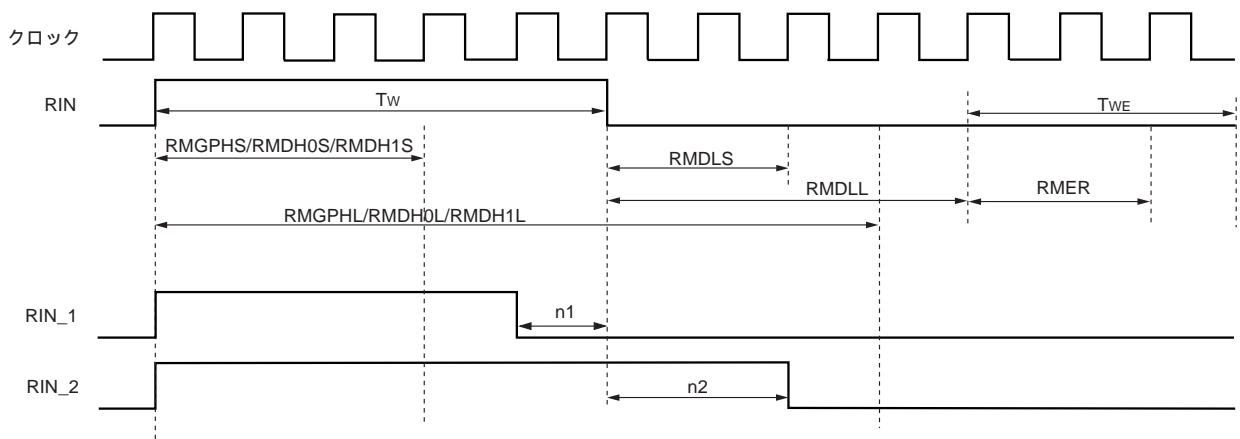 クロック
RIN
Tw
TWE
RMGPHS/RMDH0S/RMDH1S
RMDLS
RMDLL
RMER
RMGPHL/RMDH0L/RMDH1L
RIN_1
n1
RIN_2
n2